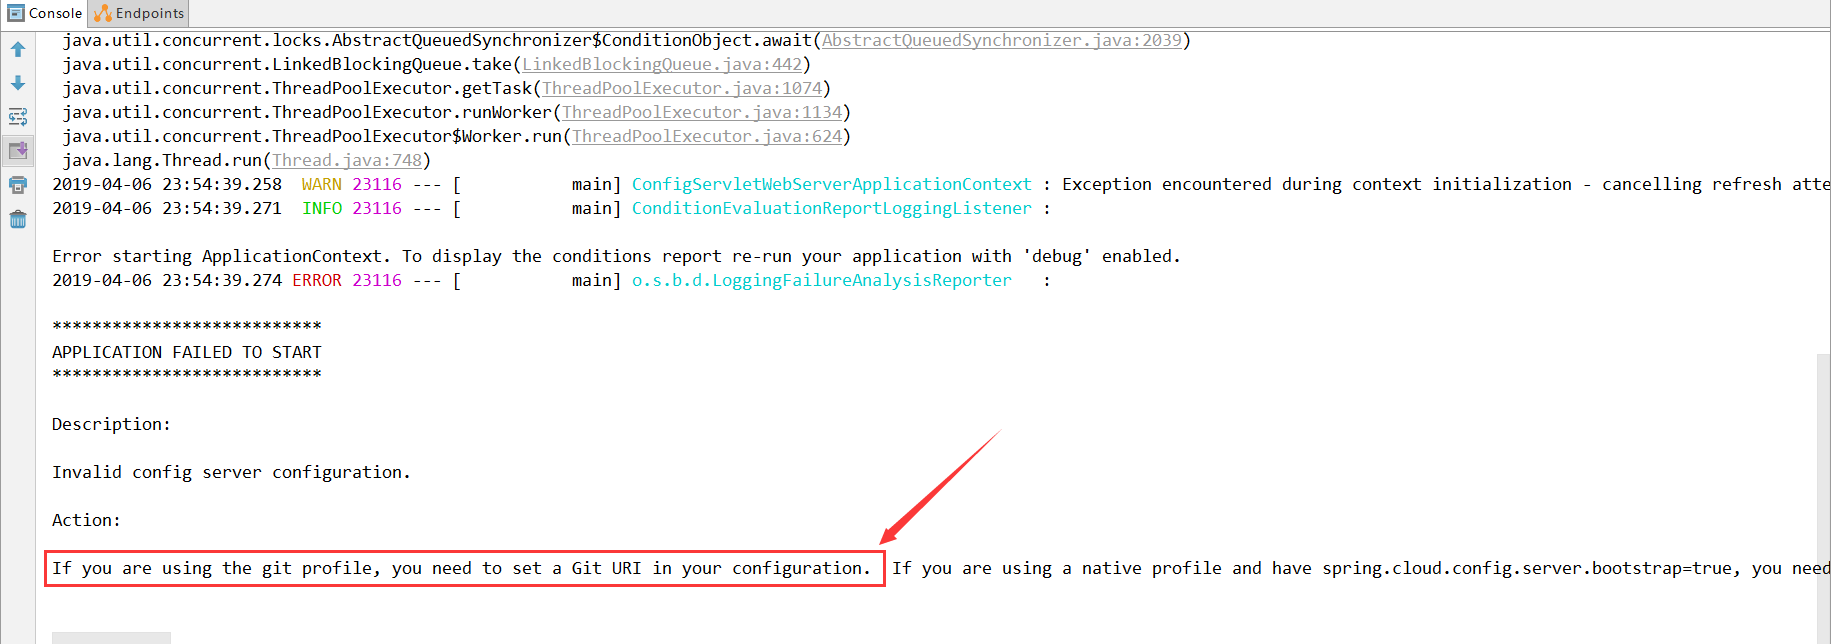 Console Endpoints
java.util.concurrent.locks.AbstractQueuedSynchronizer$ConditionObject.await(AbstractQueuedSynchronizer.java:2039)
java.util.concurrent.LinkedBlockingQueue.take(LinkedBlockingQueue.java:442)
java.util.concurrent.ThreadPoolExecutor.getTask(ThreadPoolExecutor.java:1074)
java.util.concurrent.ThreadPoolExecutor.runWorker(ThreadPoolExecutor.java:1134)
java.util.concurrent.ThreadPoolExecutor$Worker.run(ThreadPoolExecutor.java:624)
java.lang.Thread.run(Thread.java:748)
2019-04-06 23:54:39.258  WARN 23116 --- [           main] ConfigServletWebServerApplicationContext : Exception encountered during context initialization - cancelling refresh atte
2019-04-06 23:54:39.271  INFO 23116 --- [           main] ConditionEvaluationReportLoggingListener :
Error starting ApplicationContext. To display the conditions report re-run your application with 'debug' enabled.
2019-04-06 23:54:39.274 ERROR 23116 --- [           main] o.s.b.d.LoggingFailureAnalysisReporter   :
***************************
APPLICATION FAILED TO START
***************************
Description:
Invalid config server configuration.
Action:
If you are using the git profile, you need to set a Git URI in your configuration.  If you are using a native profile and have spring.cloud.config.server.bootstrap=true, you need